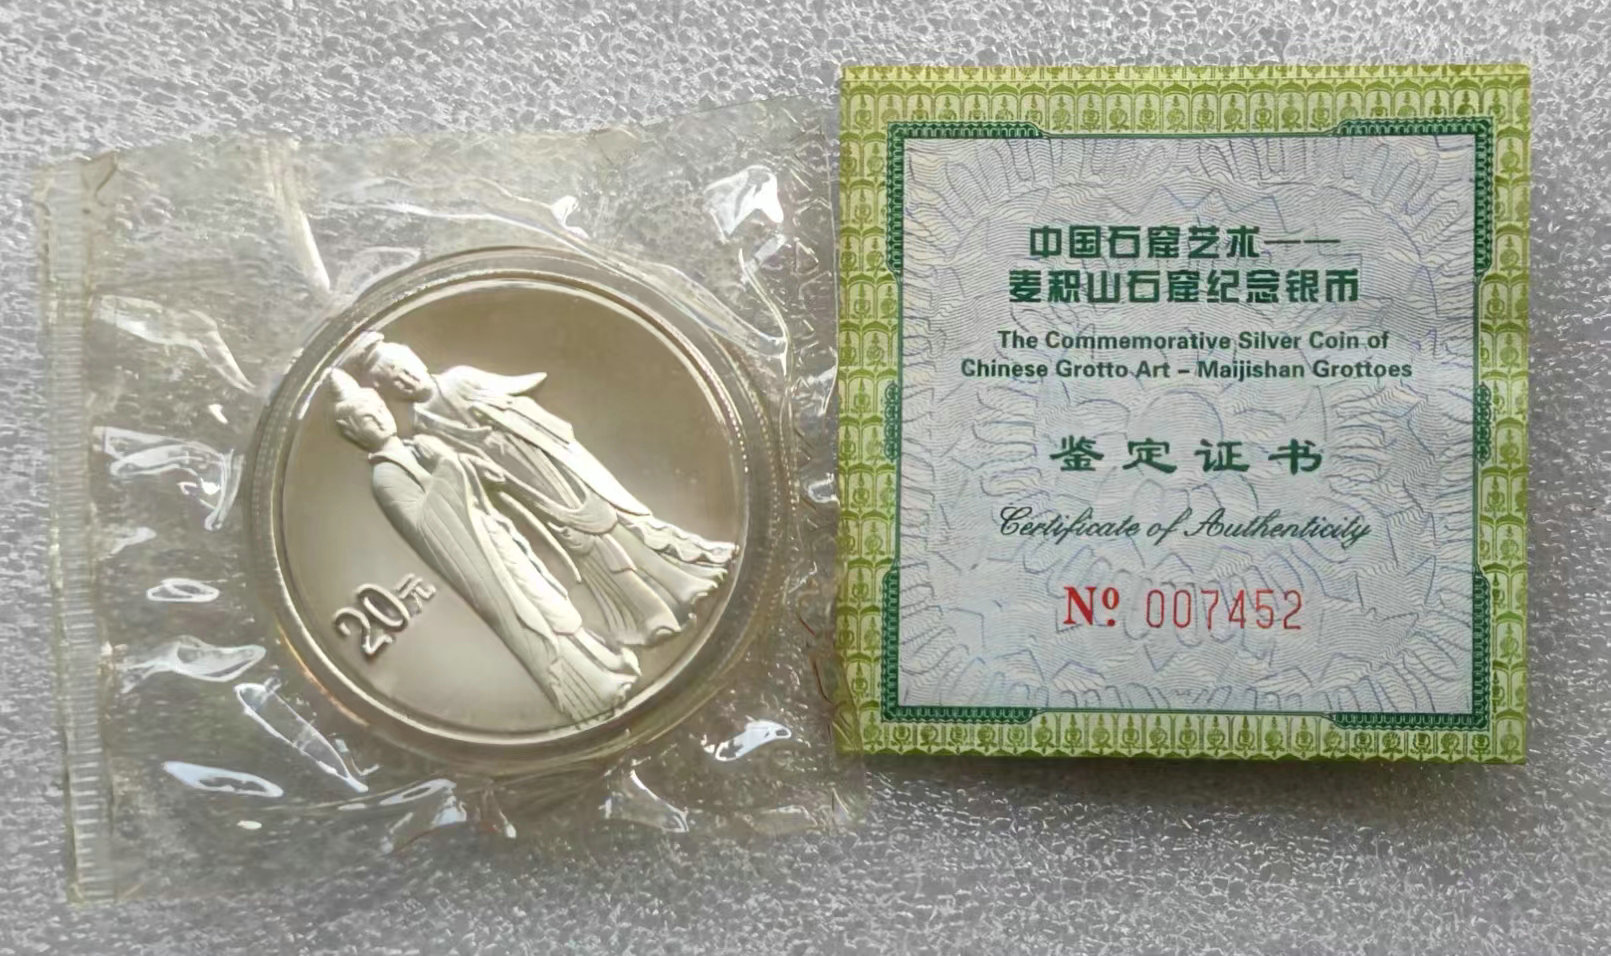 20元
中国石窟艺术——
麦积山石窟纪念银币
The Commemorative Silver Coin of
Chinese Grotto Art – Maijishan Grottoes
鉴定证书
Certificate of Authenticity
Nº 007452